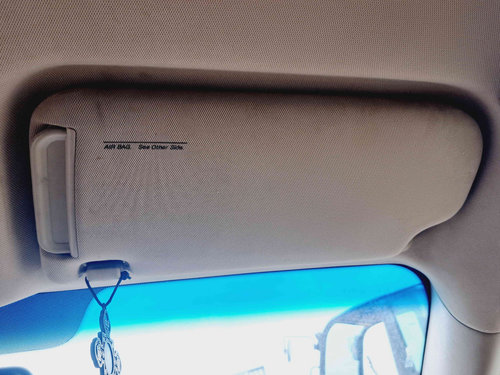 AIR BAG. See Other Side.